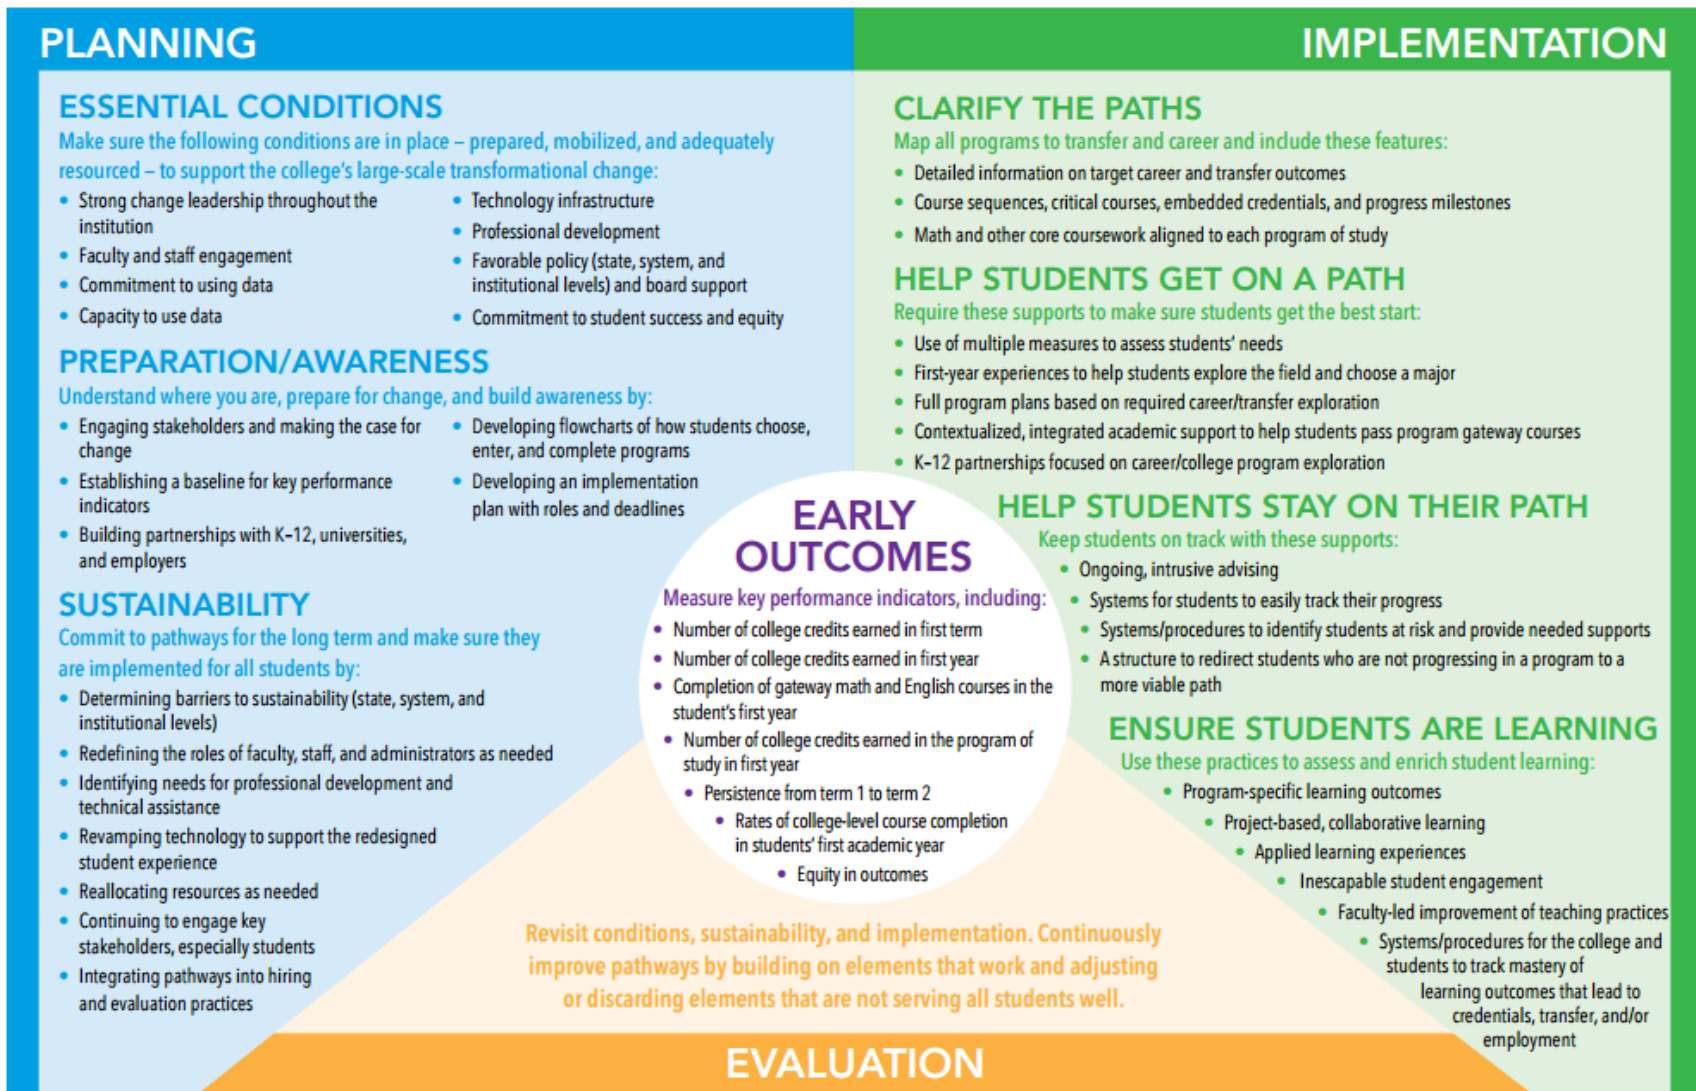 PLANNING
ESSENTIAL CONDITIONS
Make sure the following conditions are in place – prepared, mobilized, and adequately
resourced – to support the college's large-scale transformational change:
• Strong change leadership throughout the
institution
• Faculty and staff engagement
• Commitment to using data
• Capacity to use data
• Technology infrastructure
• Professional development
• Favorable policy (state, system, and
institutional levels) and board support
• Commitment to student success and equity
PREPARATION/AWARENESS
Understand where you are, prepare for change, and build awareness by:
• Engaging stakeholders and making the case for
change
• Establishing a baseline for key performance
indicators
• Building partnerships with K–12, universities,
and employers
• Developing flowcharts of how students choose,
enter, and complete programs
• Developing an implementation
plan with roles and deadlines
SUSTAINABILITY
Commit to pathways for the long term and make sure they
are implemented for all students by:
• Determining barriers to sustainability (state, system, and
institutional levels)
• Redefining the roles of faculty, staff, and administrators as needed
• Identifying needs for professional development and
technical assistance
• Revamping technology to support the redesigned
student experience
• Reallocating resources as needed
• Continuing to engage key
stakeholders, especially students
• Integrating pathways into hiring
and evaluation practices
IMPLEMENTATION
CLARIFY THE PATHS
Map all programs to transfer and career and include these features:
• Detailed information on target career and transfer outcomes
• Course sequences, critical courses, embedded credentials, and progress milestones
• Math and other core coursework aligned to each program of study
HELP STUDENTS GET ON A PATH
Require these supports to make sure students get the best start:
• Use of multiple measures to assess students' needs
• First-year experiences to help students explore the field and choose a major
• Full program plans based on required career/transfer exploration
• Contextualized, integrated academic support to help students pass program gateway courses
• K–12 partnerships focused on career/college program exploration
HELP STUDENTS STAY ON THEIR PATH
Keep students on track with these supports:
• Ongoing, intrusive advising
• Systems for students to easily track their progress
• Systems/procedures to identify students at risk and provide needed supports
• A structure to redirect students who are not progressing in a program to a
more viable path
ENSURE STUDENTS ARE LEARNING
Use these practices to assess and enrich student learning:
• Program-specific learning outcomes
• Project-based, collaborative learning
• Applied learning experiences
• Inescapable student engagement
• Faculty-led improvement of teaching practices
• Systems/procedures for the college and
students to track mastery of
learning outcomes that lead to
credentials, transfer, and/or
employment
EARLY
OUTCOMES
Measure key performance indicators, including:
• Number of college credits earned in first term
• Number of college credits earned in first year
• Completion of gateway math and English courses in the
student's first year
• Number of college credits earned in the program of
study in first year
• Persistence from term 1 to term 2
• Rates of college-level course completion
in students' first academic year
• Equity in outcomes
Revisit conditions, sustainability, and implementation. Continuously
improve pathways by building on elements that work and adjusting
or discarding elements that are not serving all students well.
EVALUATION